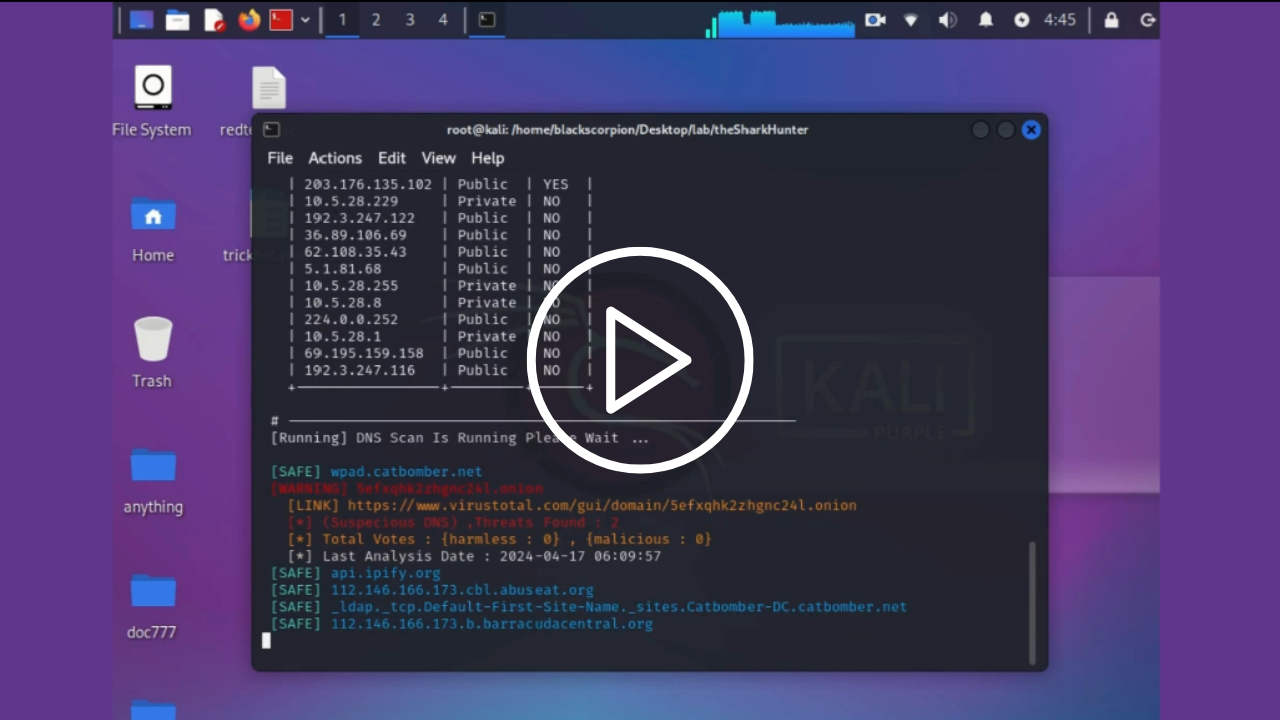 1 2 3 4 4:45
File System
Home
Trash
anything
doc777
root@kali: /home/blackscorpion/Desktop/lab/theSharkHunter
File Actions Edit View Help
| 203.176.135.102 | Public | YES |
| 10.5.28.229 | Private | NO |
| 192.3.247.122 | Public | NO |
| 36.89.106.69 | Public | NO |
| 62.108.35.43 | Public | NO |
| 5.1.81.68 | Public | NO |
| 10.5.28.255 | Private | NO |
| 10.5.28.8 | Private | NO |
| 224.0.0.252 | Public | NO |
| 10.5.28.1 | Private | NO |
| 69.195.159.158 | Public | NO |
| 192.3.247.116 | Public | NO |
#
[Running] DNS Scan Is Running Please Wait ...
[SAFE] wpad.catbomber.net
[WARNING] 5efxqhk2zhgnc24l.onion
[LINK] https://www.virustotal.com/gui/domain/5efxqhk2zhgnc24l.onion
[*] (Suspecious DNS) ,Threats Found : 2
[*] Total Votes : {harmless : 0} , {malicious : 0}
[*] Last Analysis Date : 2024-04-17 06:09:57
[SAFE] api.ipify.org
[SAFE] 112.146.166.173.cbl.abuseat.org
[SAFE] _ldap._tcp.Default-First-Site-Name._sites.Catbomber-DC.catbomber.net
[SAFE] 112.146.166.173.b.barracudacentral.org
KALI
PURPLE